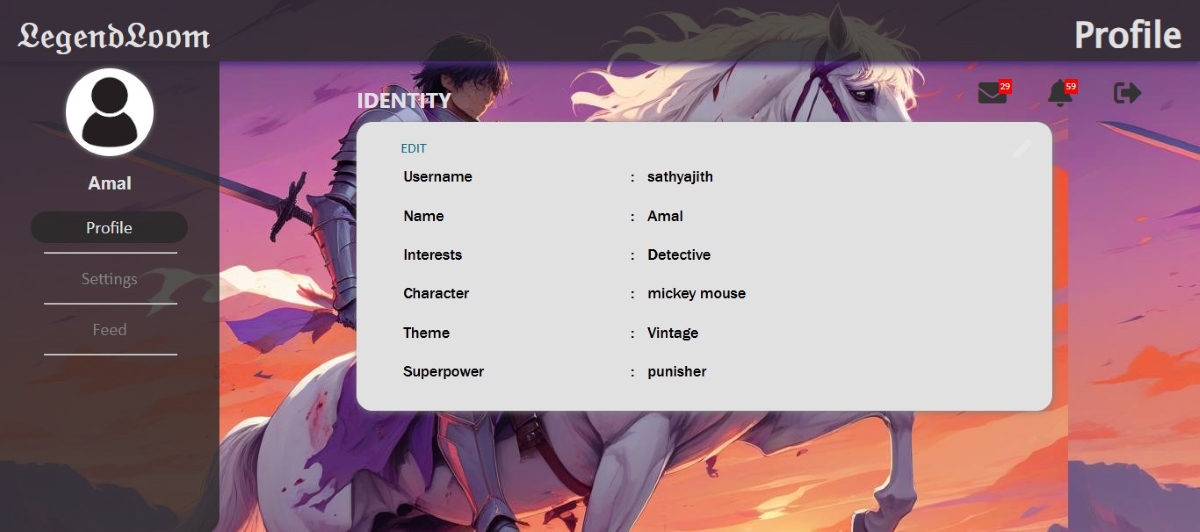 LegendLoom
Profile
Amal
Profile
Settings
Feed
IDENTITY
29
59
EDIT
Username : sathyajith
Name : Amal
Interests : Detective
Character : mickey mouse
Theme : Vintage
Superpower : punisher